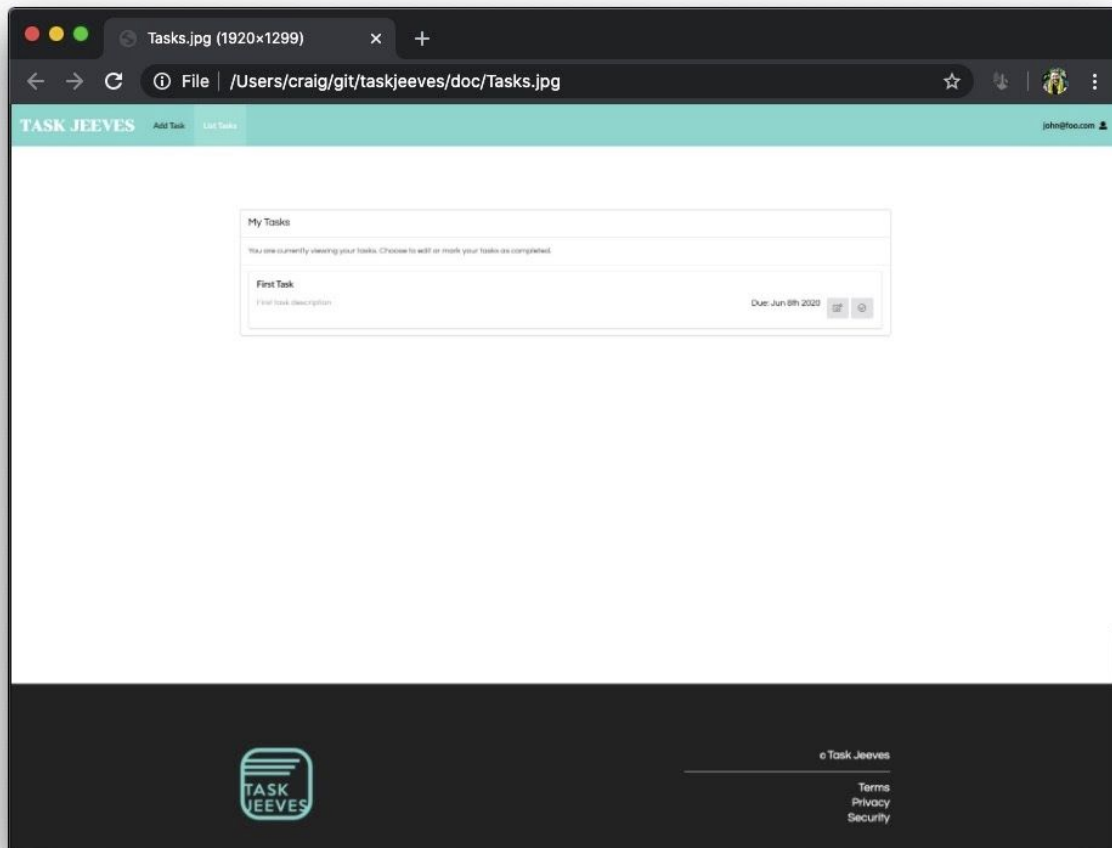 Tasks.jpg (1920×1299)
File | /Users/craig/git/taskjeeves/doc/Tasks.jpg
TASK JEEVES Add Task List Tasks john@foo.com
My Tasks
You are currently viewing your tasks. Choose to edit or mark your tasks as completed.
First Task
First task description Due: Jun 8th 2020
TASK
JEEVES
© Task Jeeves
Terms
Privacy
Security